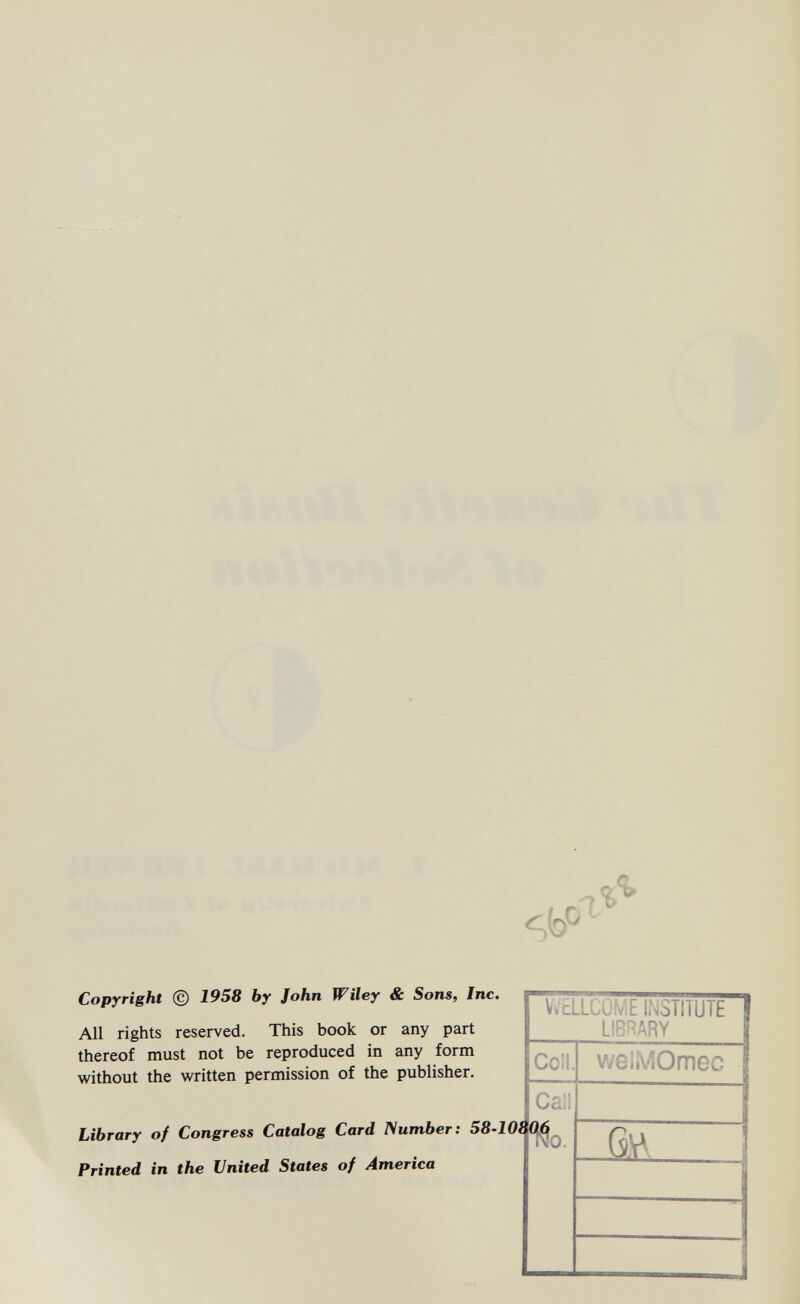 Copyright © 1958 by John Wiley & Sons, Inc.
All rights reserved. This book or any part
thereof must not be reproduced in any form
without the written permission of the publisher.
Library of Congress Catalog Card Number: 58-10806
Printed in the United States of America
WELLCOME INSTITUTE
LIBRARY
Coll. welMOmec
Call
No. QH